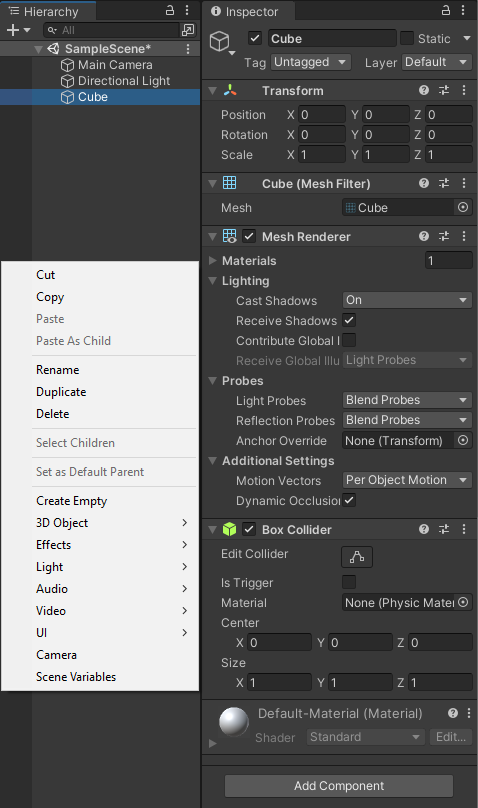 Hierarchy
All
SampleScene*
Main Camera
Directional Light
Cube
Cut
Copy
Paste
Paste As Child
Rename
Duplicate
Delete
Select Children
Set as Default Parent
Create Empty
3D Object
Effects
Light
Audio
Video
UI
Camera
Scene Variables
Inspector
Cube Static
Tag Untagged Layer Default
Transform
Position X 0 Y 0 Z 0
Rotation X 0 Y 0 Z 0
Scale X 1 Y 1 Z 1
Cube (Mesh Filter)
Mesh Cube
Mesh Renderer
Materials 1
Lighting
Cast Shadows On
Receive Shadows
Contribute Global I
Receive Global Illu Light Probes
Probes
Light Probes Blend Probes
Reflection Probes Blend Probes
Anchor Override None (Transform)
Additional Settings
Motion Vectors Per Object Motion
Dynamic Occlusion
Box Collider
Edit Collider
Is Trigger
Material None (Physic Mater
Center
X 0 Y 0 Z 0
Size
X 1 Y 1 Z 1
Default-Material (Material)
Shader Standard Edit...
Add Component